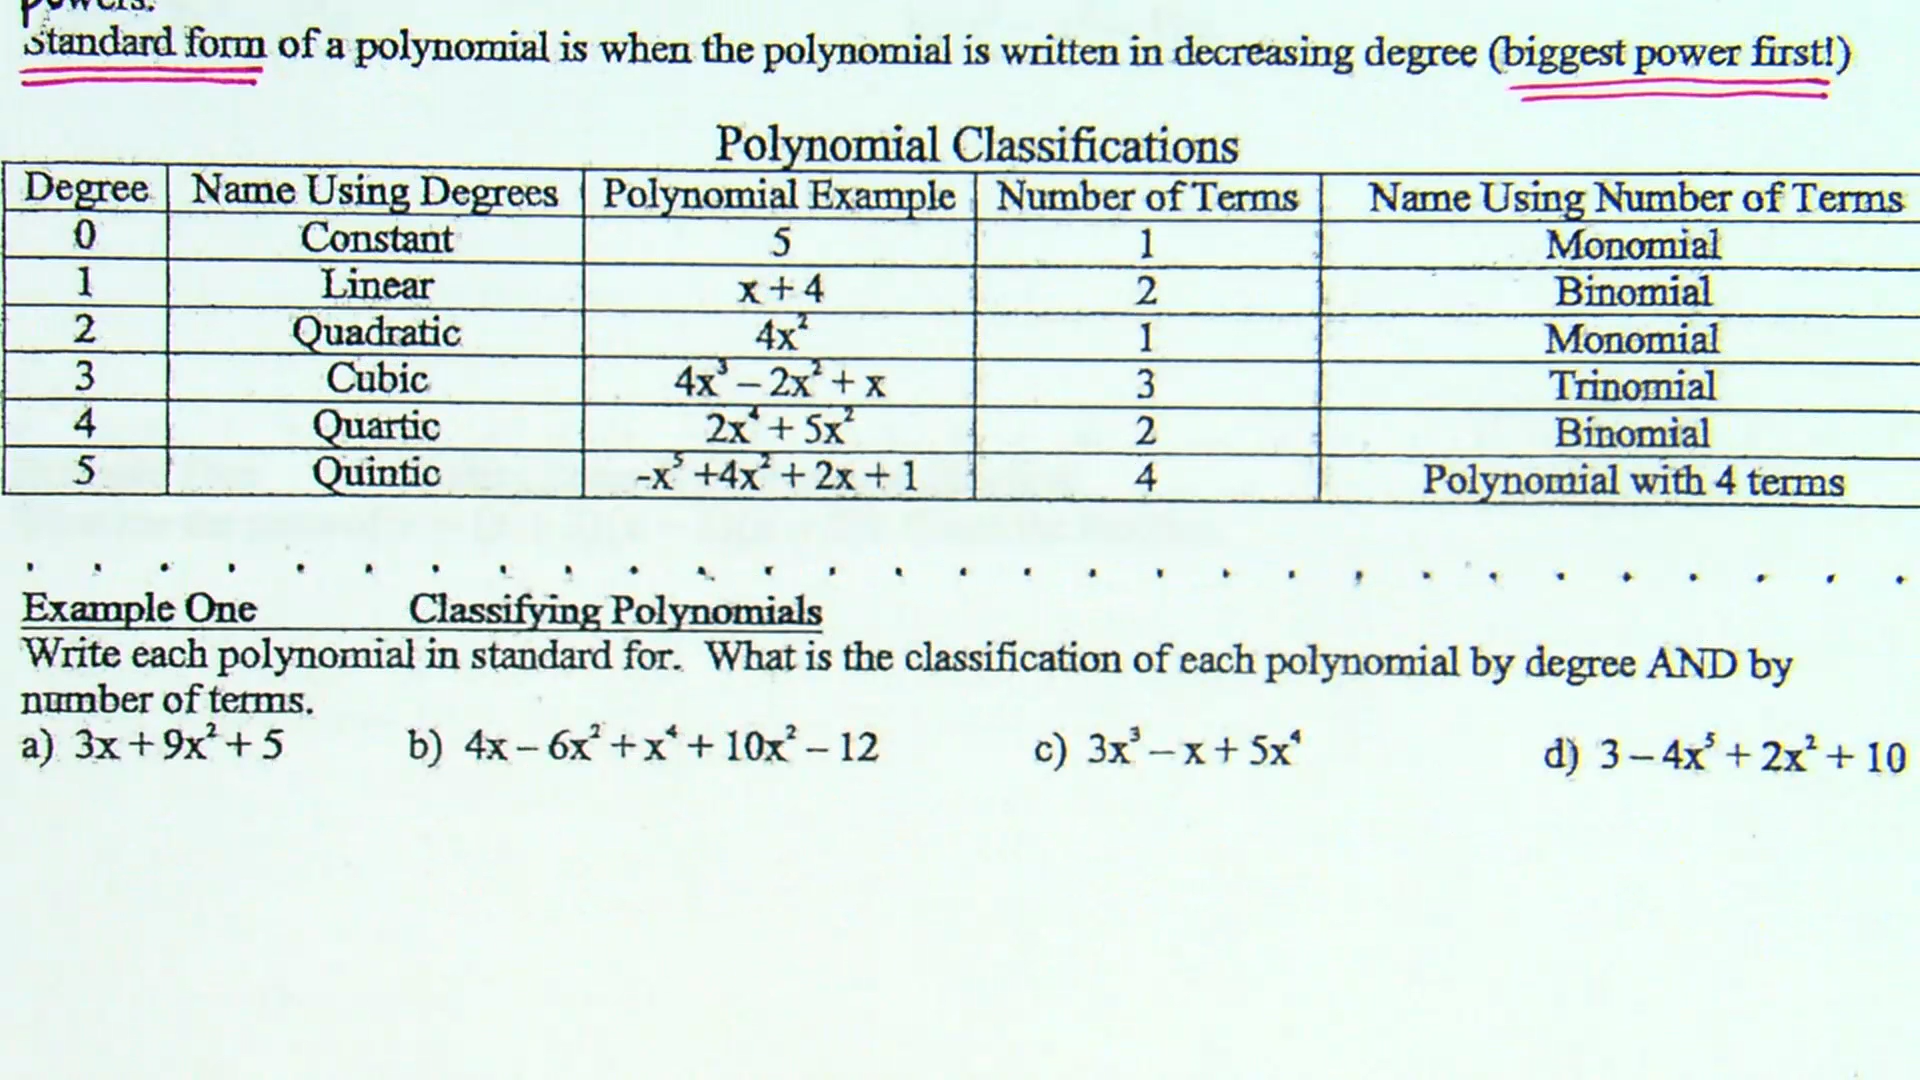 powers.
Standard form of a polynomial is when the polynomial is written in decreasing degree (biggest power first!)
Polynomial Classifications
Degree Name Using Degrees Polynomial Example Number of Terms Name Using Number of Terms
0 Constant 5 1 Monomial
1 Linear x + 4 2 Binomial
2 Quadratic 4x² 1 Monomial
3 Cubic 4x³ – 2x² + x 3 Trinomial
4 Quartic 2x⁴ + 5x² 2 Binomial
5 Quintic -x⁵ +4x² + 2x + 1 4 Polynomial with 4 terms
Example One Classifying Polynomials
Write each polynomial in standard for. What is the classification of each polynomial by degree AND by
number of terms.
a) 3x + 9x² + 5 b) 4x – 6x² + x⁴ + 10x² – 12 c) 3x³ – x + 5x⁴ d) 3 – 4x⁵ + 2x² + 10